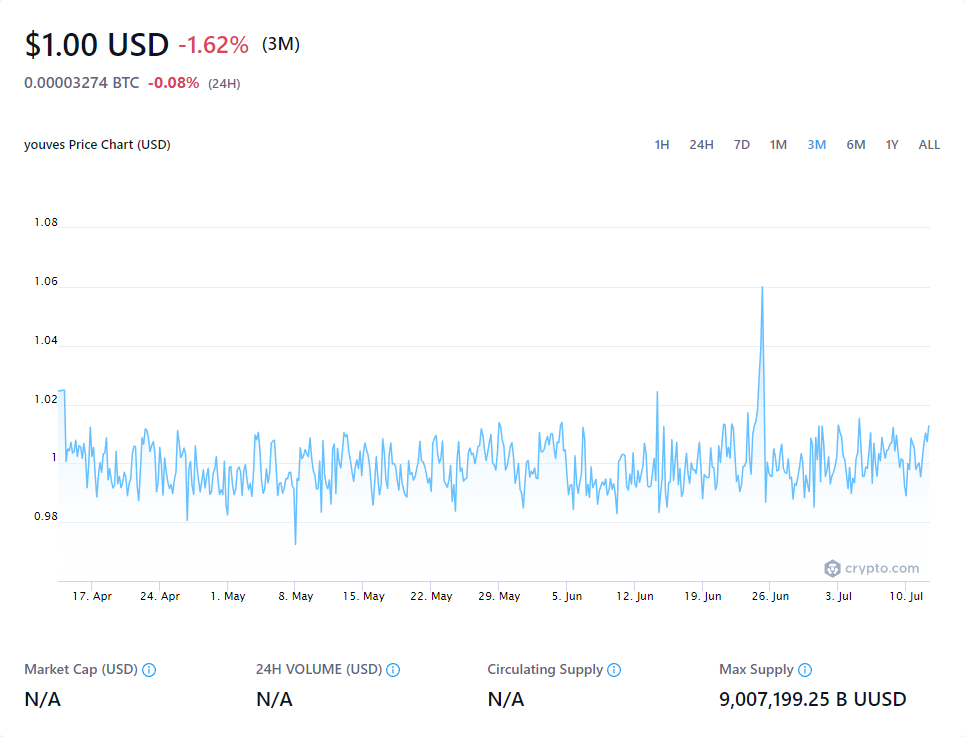 $1.00 USD -1.62% (3M)
0.00003274 BTC -0.08% (24H)
youves Price Chart (USD) 1H 24H 7D 1M 3M 6M 1Y ALL
1.08
1.06
1.04
1.02
1
0.98
crypto.com
17. Apr 24. Apr 1. May 8. May 15. May 22. May 29. May 5. Jun 12. Jun 19. Jun 26. Jun 3. Jul 10. Jul
Market Cap (USD) 24H VOLUME (USD) Circulating Supply Max Supply
N/A N/A N/A 9,007,199.25 B UUSD